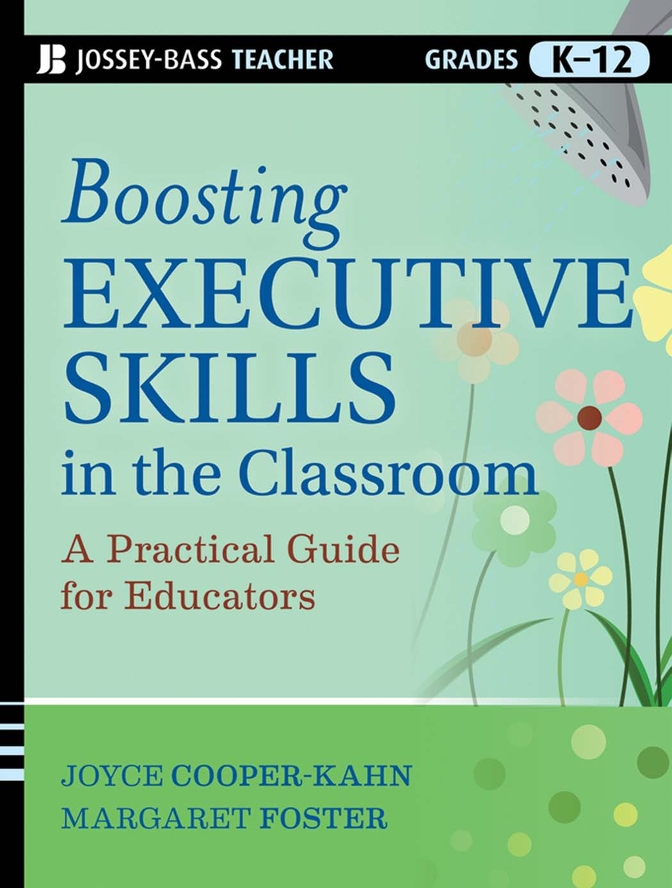 JB JOSSEY-BASS TEACHER GRADES K–12
Boosting
EXECUTIVE
SKILLS
in the Classroom
A Practical Guide
for Educators
JOYCE COOPER-KAHN
MARGARET FOSTER